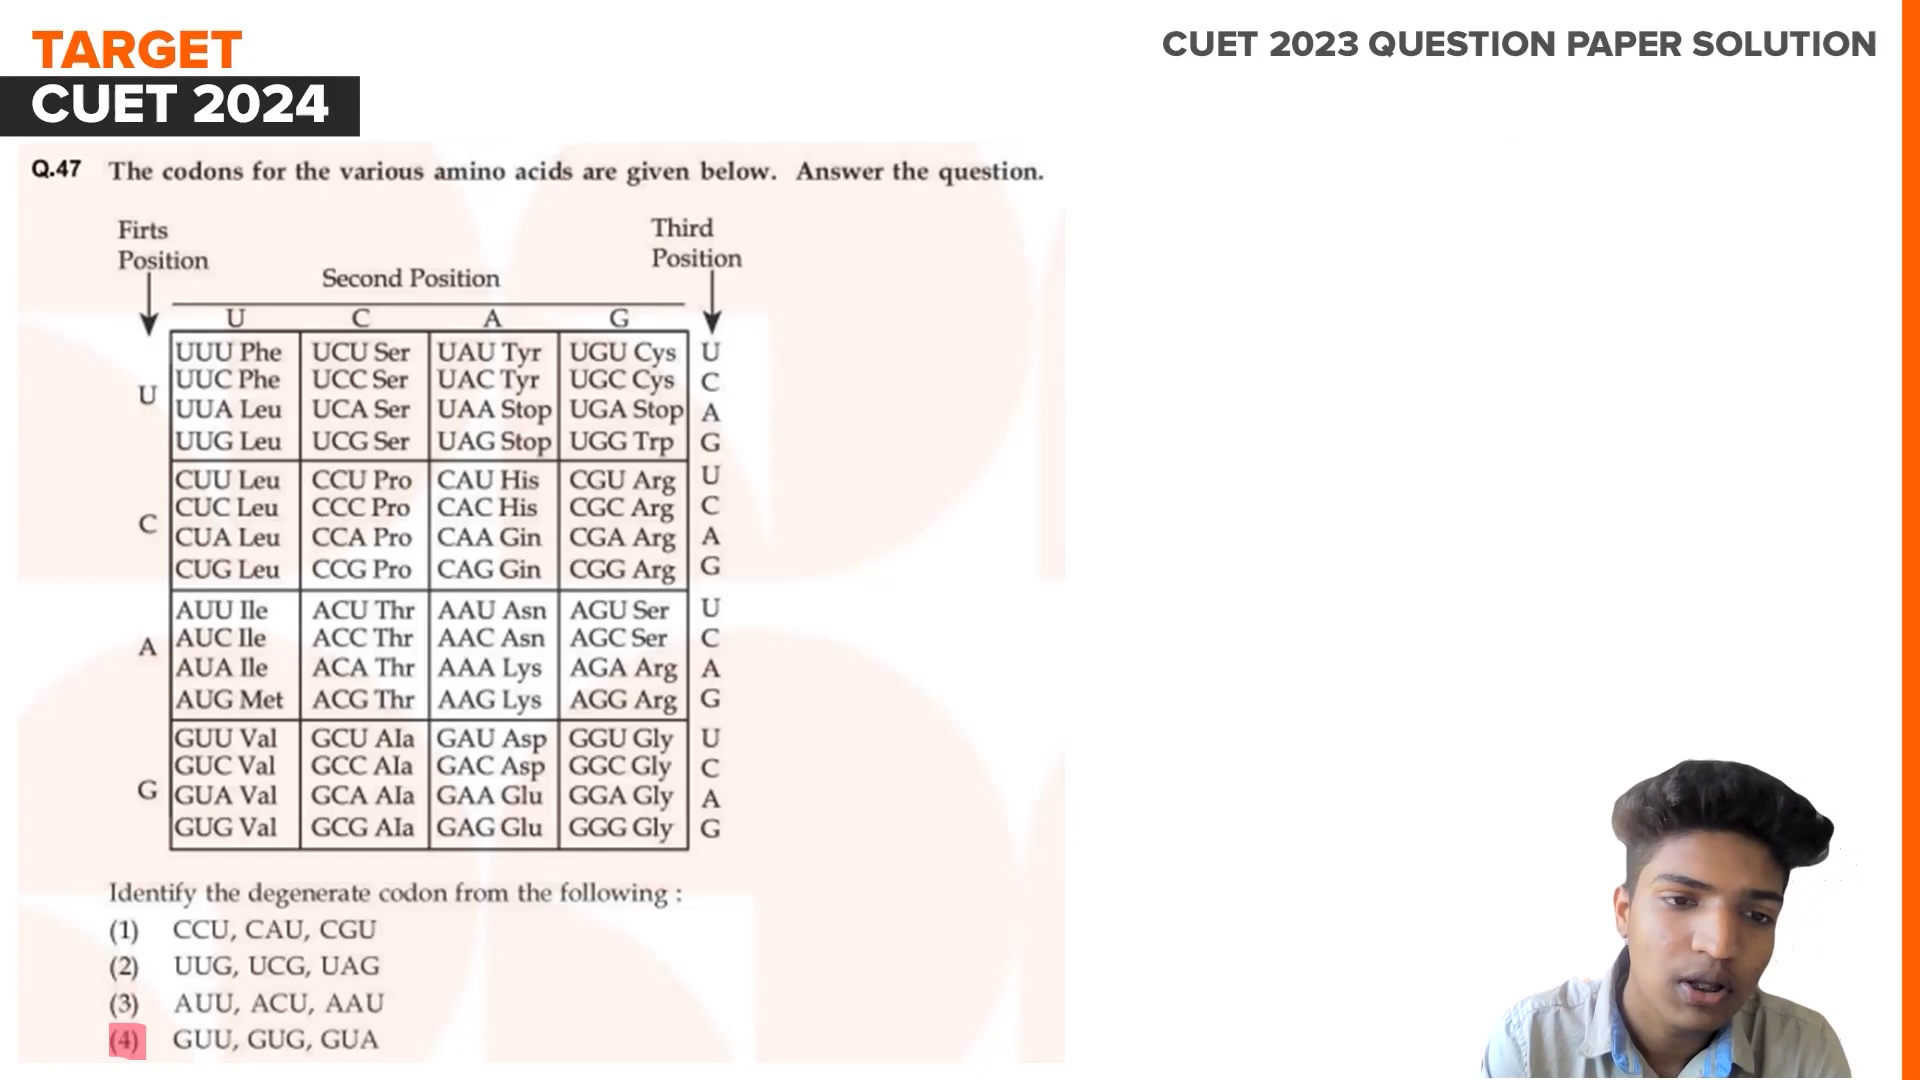 TARGET
CUET 2024
CUET 2023 QUESTION PAPER SOLUTION
Q.47 The codons for the various amino acids are given below. Answer the question.
Firts Position
Second Position
Third Position
U C A G
UUU Phe UCU Ser UAU Tyr UGU Cys U
UUC Phe UCC Ser UAC Tyr UGC Cys C
U
UUA Leu UCA Ser UAA Stop UGA Stop A
UUG Leu UCG Ser UAG Stop UGG Trp G
CUU Leu CCU Pro CAU His CGU Arg U
CUC Leu CCC Pro CAC His CGC Arg C
C
CUA Leu CCA Pro CAA Gin CGA Arg A
CUG Leu CCG Pro CAG Gin CGG Arg G
AUU Ile ACU Thr AAU Asn AGU Ser U
AUC Ile ACC Thr AAC Asn AGC Ser C
A
AUA Ile ACA Thr AAA Lys AGA Arg A
AUG Met ACG Thr AAG Lys AGG Arg G
GUU Val GCU AIa GAU Asp GGU Gly U
GUC Val GCC AIa GAC Asp GGC Gly C
G
GUA Val GCA AIa GAA Glu GGA Gly A
GUG Val GCG AIa GAG Glu GGG Gly G
Identify the degenerate codon from the following :
(1) CCU, CAU, CGU
(2) UUG, UCG, UAG
(3) AUU, ACU, AAU
(4) GUU, GUG, GUA